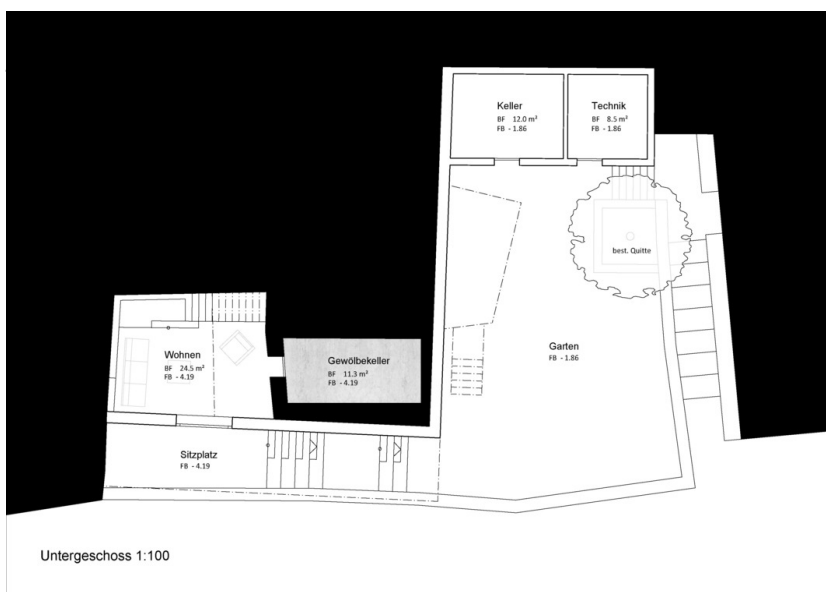 Keller
BF 12.0 m²
FB - 1.86
Technik
BF 8.5 m²
FB - 1.86
best. Quitte
Garten
FB - 1.86
Wohnen
BF 24.5 m²
FB - 4.19
Gewölbekeller
BF 11.3 m²
FB - 4.19
Sitzplatz
FB - 4.19
Untergeschoss 1:100